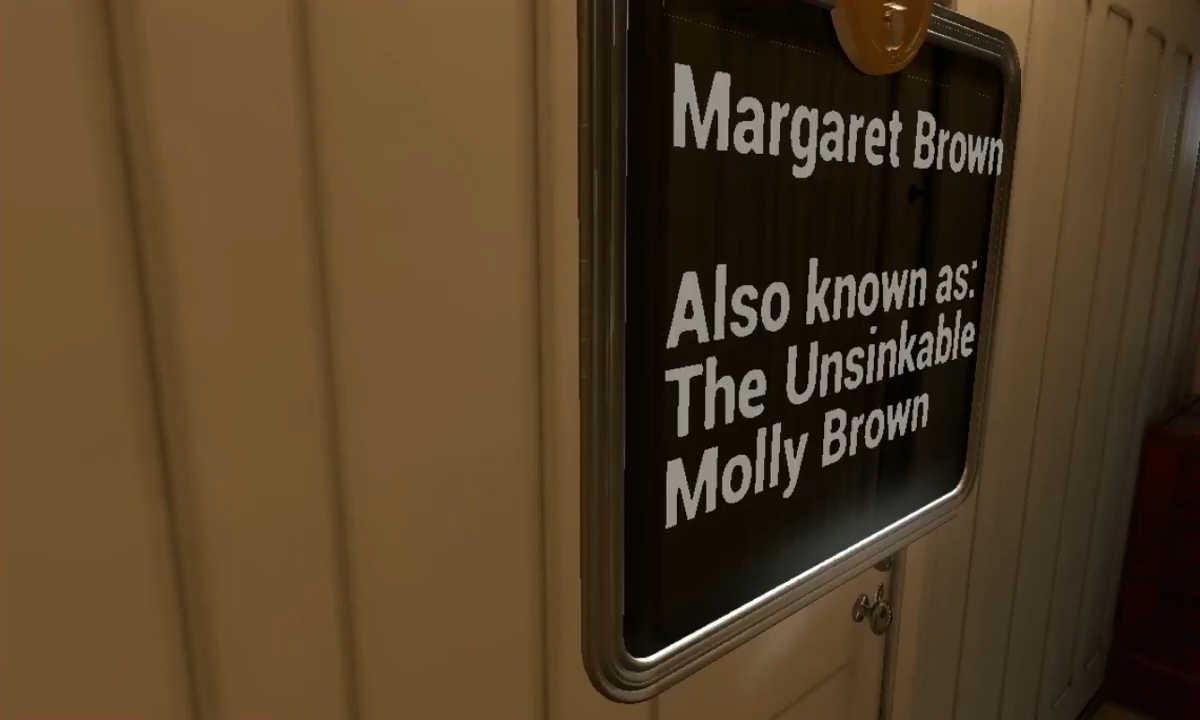 Margaret Brown
Also known as:
The Unsinkable
Molly Brown